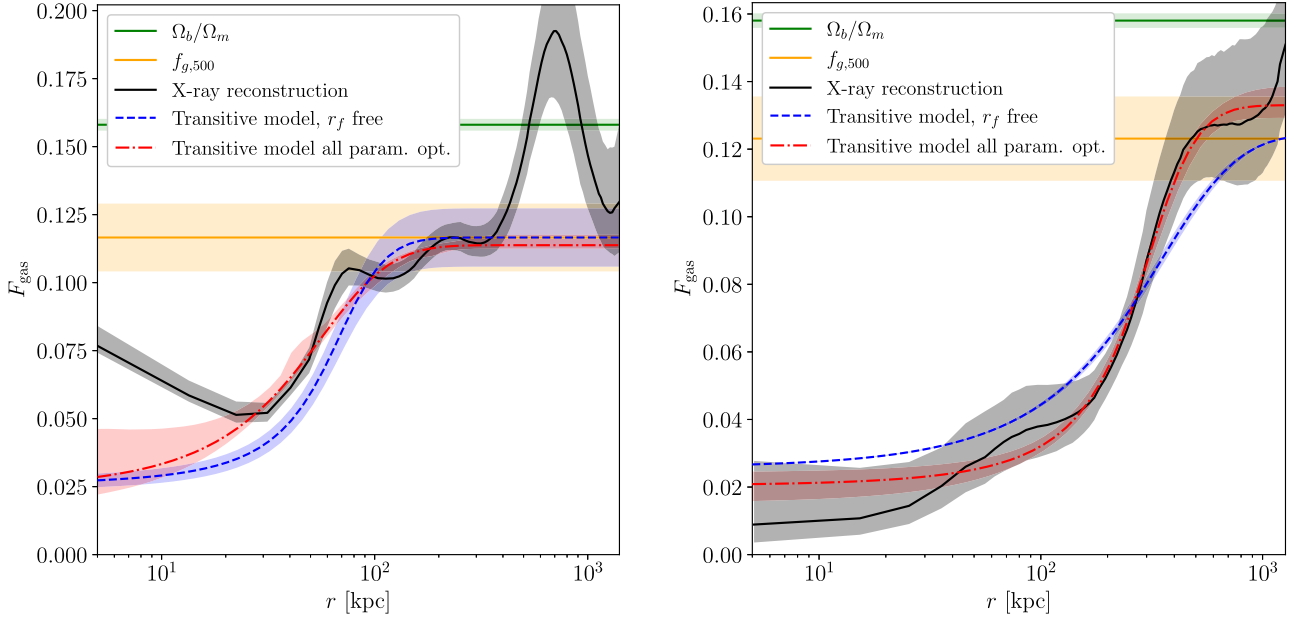 0.200
0.175
0.150
0.125
0.100
0.075
0.050
0.025
0.000
F_gas
Ω_b/Ω_m
f_{g,500}
X-ray reconstruction
Transitive model, r_f free
Transitive model all param. opt.
10^1
10^2
10^3
r [kpc]
0.16
0.14
0.12
0.10
0.08
0.06
0.04
0.02
0.00
F_gas
Ω_b/Ω_m
f_{g,500}
X-ray reconstruction
Transitive model, r_f free
Transitive model all param. opt.
10^1
10^2
10^3
r [kpc]